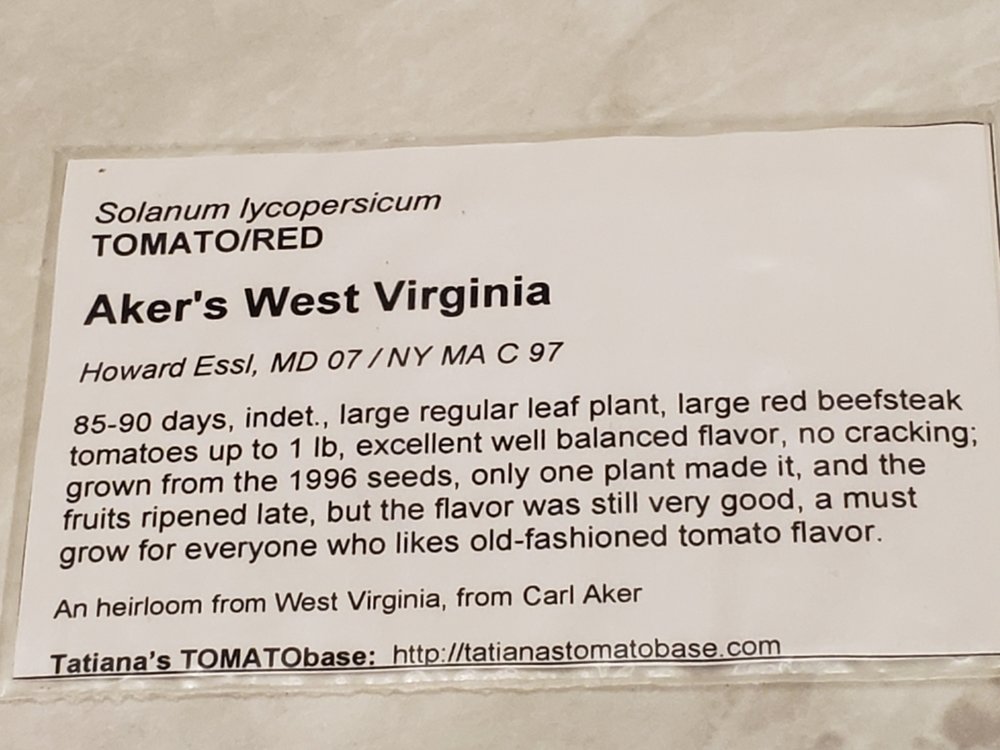 Solanum lycopersicum
TOMATO/RED
Aker's West Virginia
Howard Essl, MD 07 / NY MA C 97
85-90 days, indet., large regular leaf plant, large red beefsteak
tomatoes up to 1 lb, excellent well balanced flavor, no cracking;
grown from the 1996 seeds, only one plant made it, and the
fruits ripened late, but the flavor was still very good, a must
grow for everyone who likes old-fashioned tomato flavor.
An heirloom from West Virginia, from Carl Aker
Tatiana's TOMATObase: http://tatianastomatobase.com